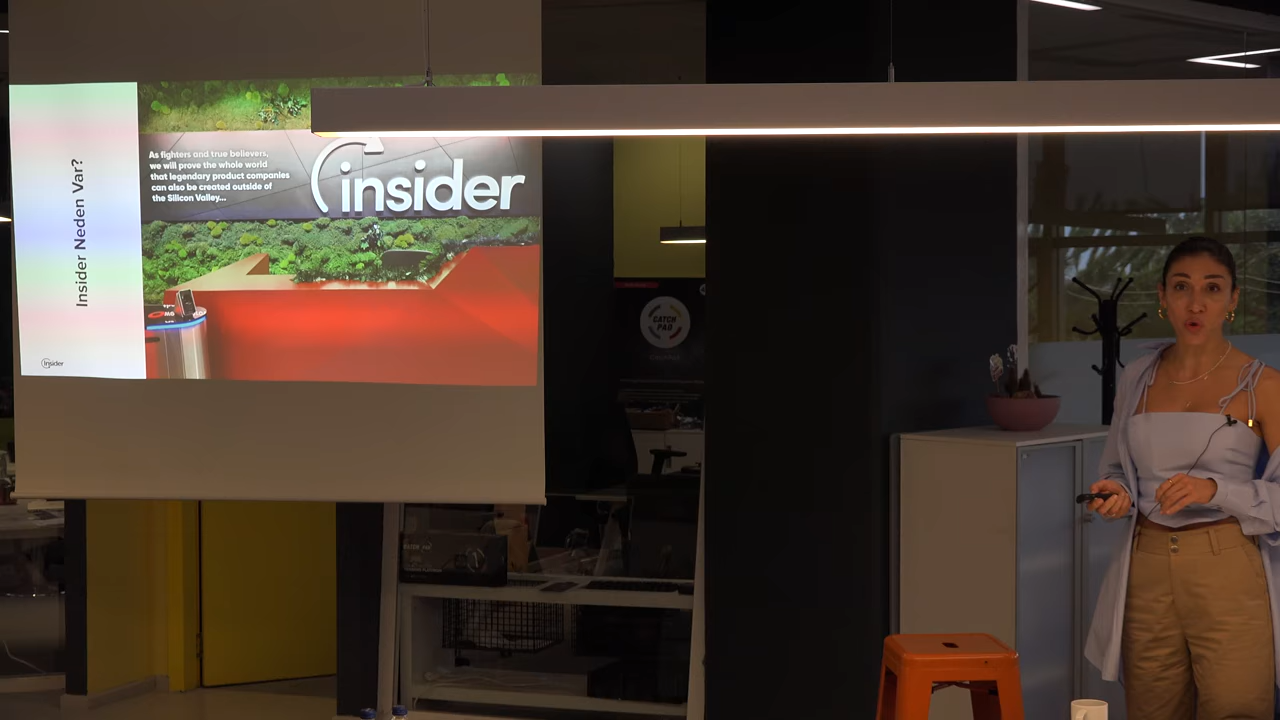 Insider Neden Var?
As fighters and true believers,
we will prove the whole world
that legendary product companies
can also be created outside of
the Silicon Valley...
insider
insider
CATCH
PAD